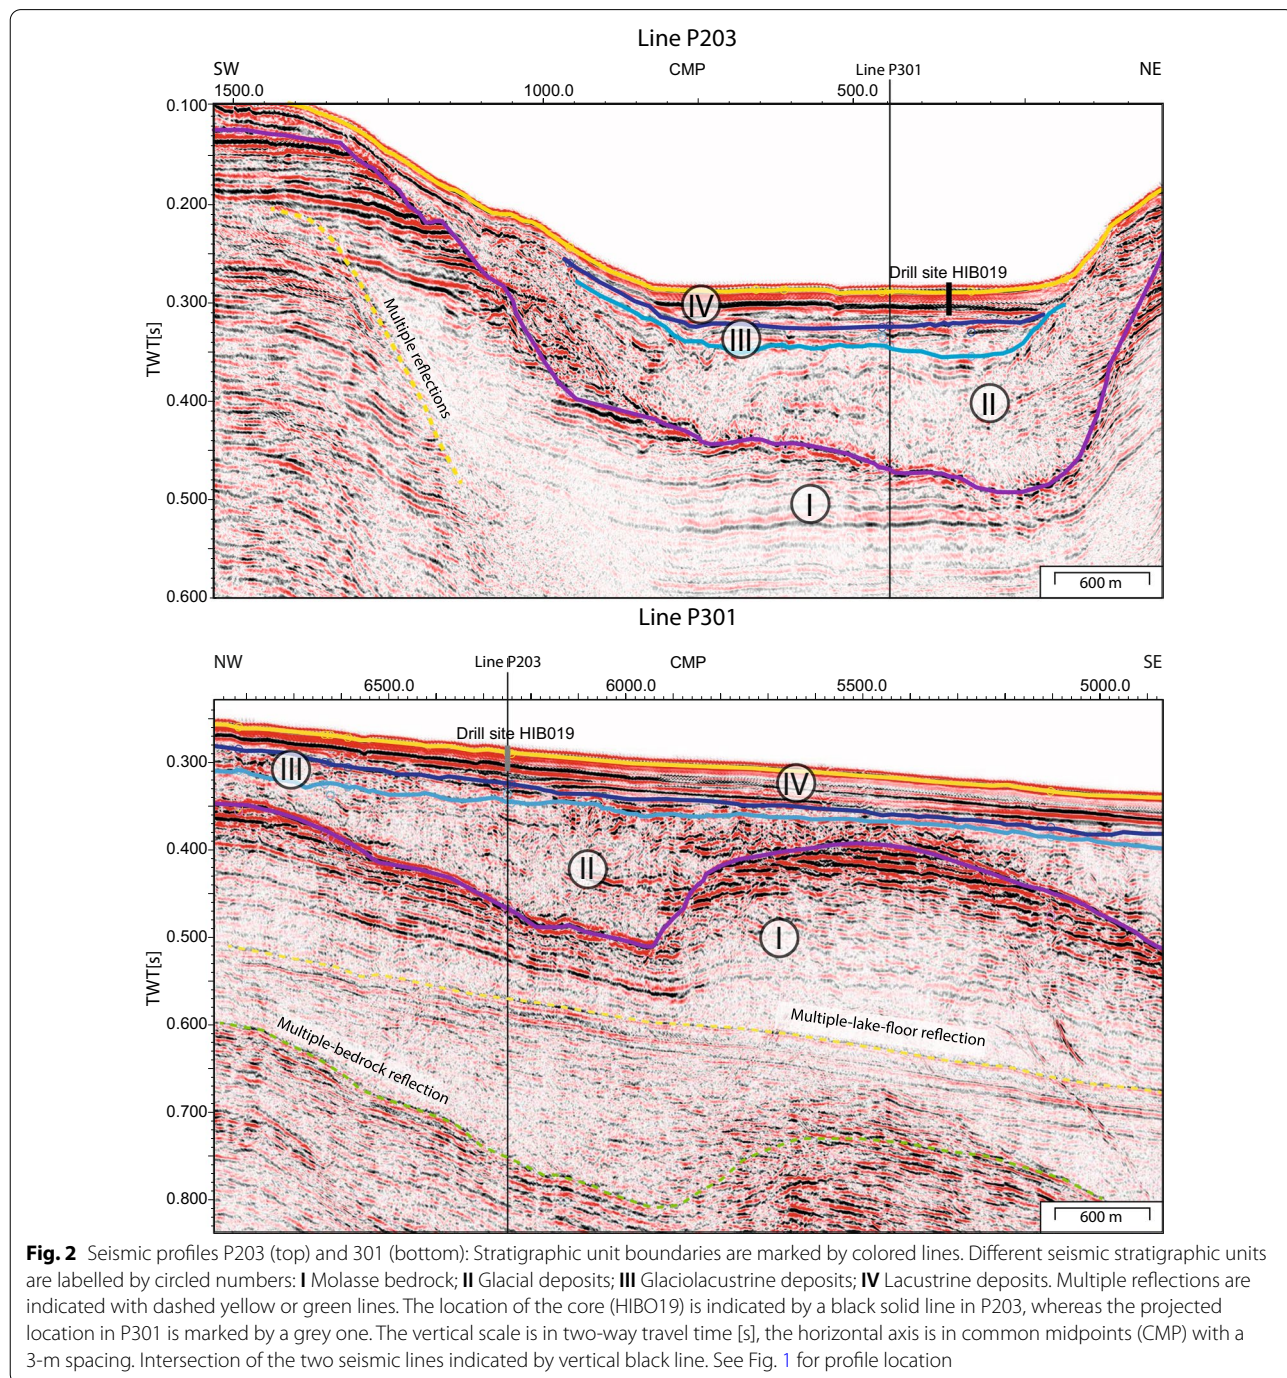 Line P203
SW CMP Line P301 NE
1500.0 1000.0 500.0
0.100
0.200
0.300
0.400
0.500
0.600
TWT[s]
Drill site HIB019
IV
III
II
I
Multiple reflections
600 m
Line P301
NW Line P203 CMP SE
6500.0 6000.0 5500.0 5000.0
Drill site HIB019
0.300
0.400
0.500
0.600
0.700
0.800
TWT[s]
III
IV
II
I
Multiple-lake-floor reflection
Multiple-bedrock reflection
600 m
Fig. 2 Seismic profiles P203 (top) and 301 (bottom): Stratigraphic unit boundaries are marked by colored lines. Different seismic stratigraphic units
are labelled by circled numbers: I Molasse bedrock; II Glacial deposits; III Glaciolacustrine deposits; IV Lacustrine deposits. Multiple reflections are
indicated with dashed yellow or green lines. The location of the core (HIBO19) is indicated by a black solid line in P203, whereas the projected
location in P301 is marked by a grey one. The vertical scale is in two-way travel time [s], the horizontal axis is in common midpoints (CMP) with a
3-m spacing. Intersection of the two seismic lines indicated by vertical black line. See Fig. 1 for profile location